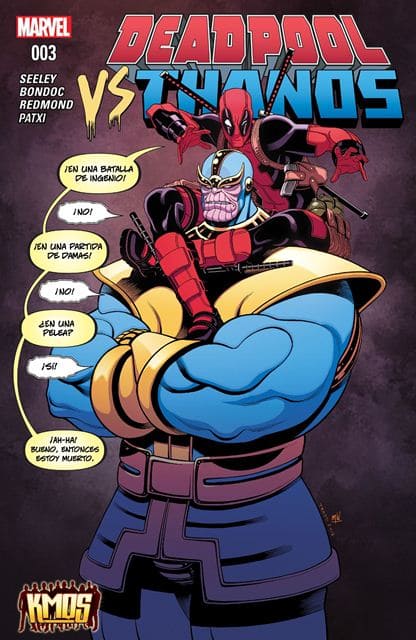 MARVEL
003
SEELEY
BONDOC
REDMOND
PATXI
DEADPOOL
VS THANOS
¡EN UNA BATALLA
DE INGENIO!
¡NO!
¡EN UNA PARTIDA
DE DAMAS!
¡NO!
¿EN UNA
PELEA?
¡SÍ!
¡AH-HA!
BUENO, ENTONCES
ESTOY MUERTO.
KMQS